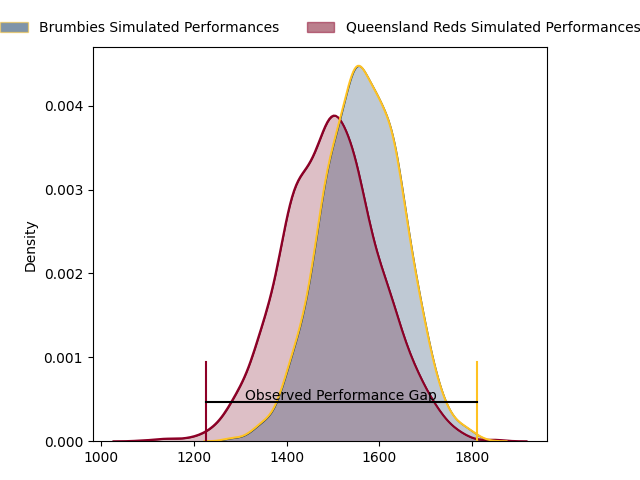 Brumbies Simulated Performances Queensland Reds Simulated Performances
0.004
0.003
Density
0.002
0.001
Observed Performance Gap
0.000
1000 1200 1400 1600 1800